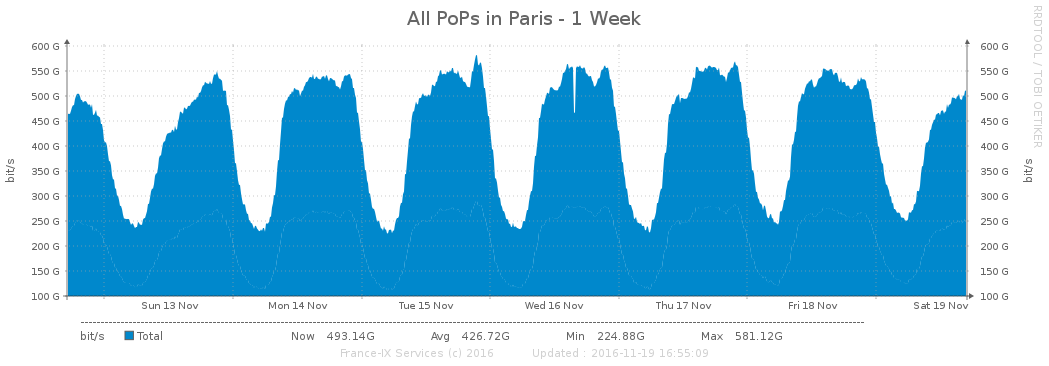 All PoPs in Paris - 1 Week
RRDTOOL / TOBI OETIKER
bit/s
600 G 600 G
550 G 550 G
500 G 500 G
450 G 450 G
400 G 400 G
350 G 350 G
300 G 300 G
250 G 250 G
200 G 200 G
150 G 150 G
100 G 100 G
bit/s
Sun 13 Nov Mon 14 Nov Tue 15 Nov Wed 16 Nov Thu 17 Nov Fri 18 Nov Sat 19 Nov
bit/s Total Now 493.14G Avg 426.72G Min 224.88G Max 581.12G
France-IX Services (c) 2016 Updated : 2016-11-19 16:55:09